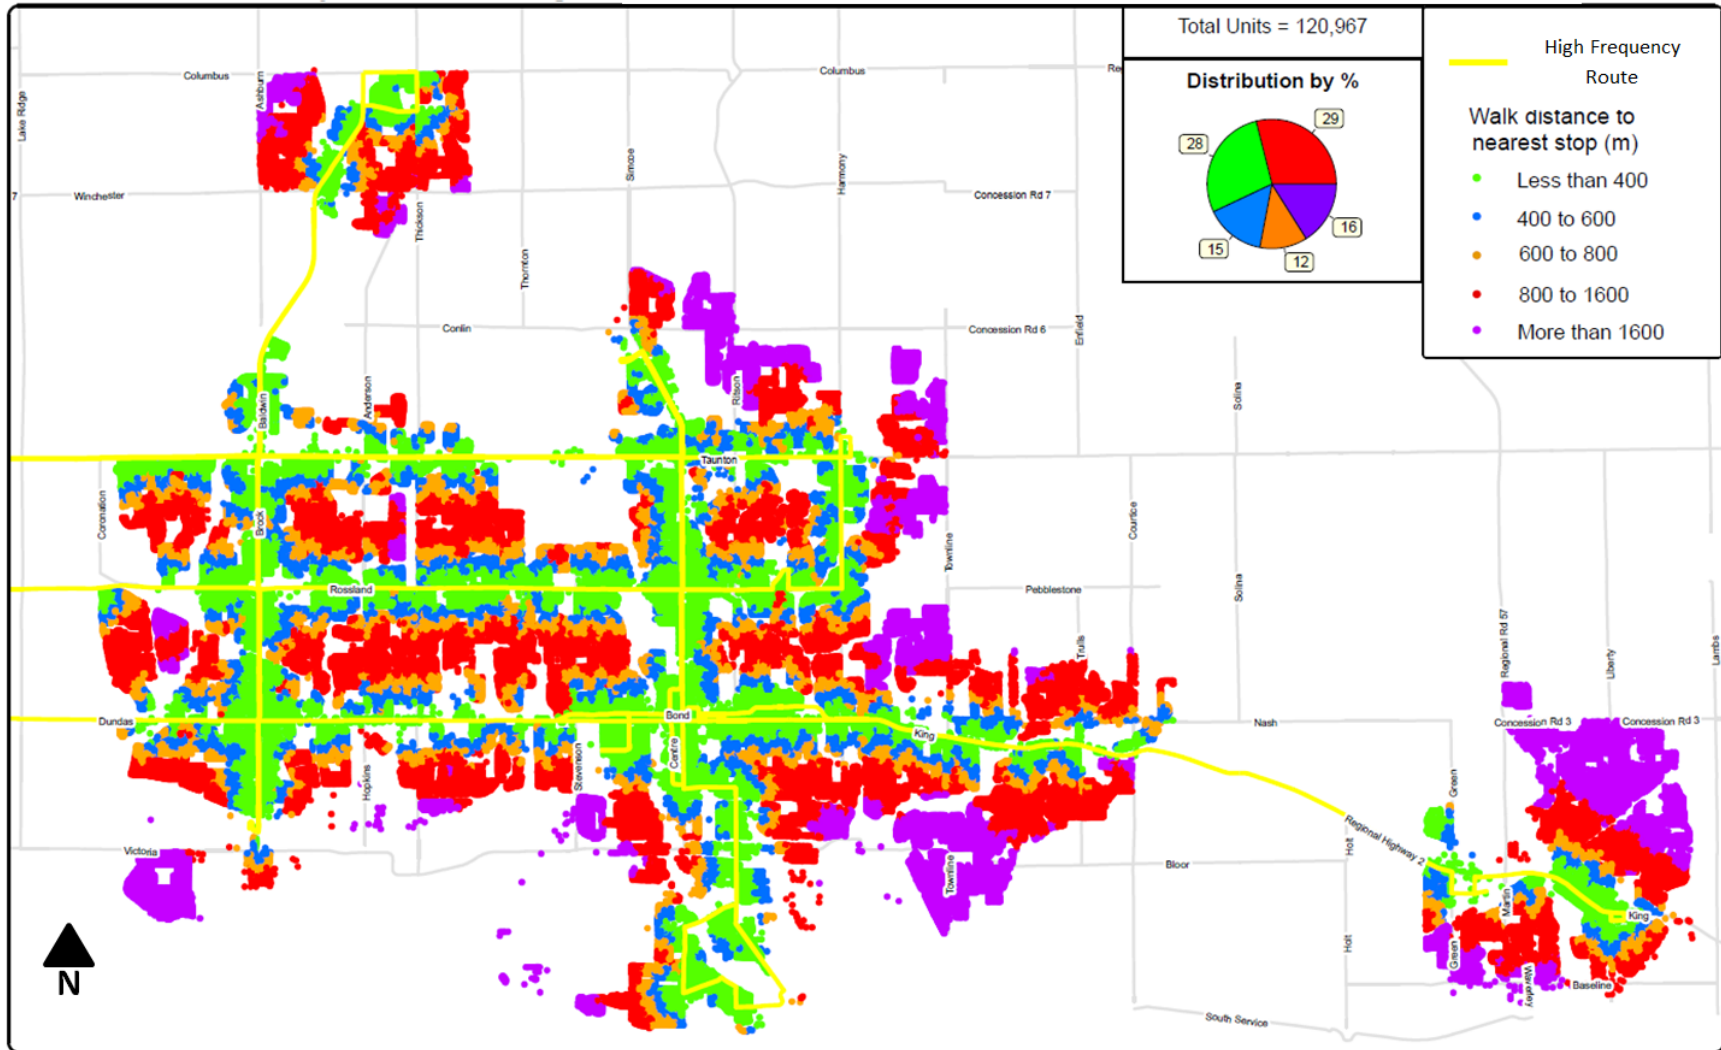 Total Units = 120,967
High Frequency
Route
Distribution by %
29
28
16
15
12
Walk distance to
nearest stop (m)
Less than 400
400 to 600
600 to 800
800 to 1600
More than 1600
Columbus
Columbus
Re
Ashburn
Lake Ridge
Simcoe
Harmony
7
Winchester
Concession Rd 7
Thickson
Thornton
Conlin
Concession Rd 6
Enfield
Anderson
Baldwin
Ritson
Solina
Taunton
Coronation
Brock
Courtice
Townline
Rossland
Pebblestone
Solina
Trulls
Regional Rd 57
Liberty
Lambs
Dundas
Bond
King
Nash
Concession Rd 3
Concession Rd 3
Hopkins
Stevenson
Centre
Green
Regional Highway 2
Holt
Victoria
Townline
Bloor
Martin
King
Holt
Green
Waverley
Baseline
South Service
N